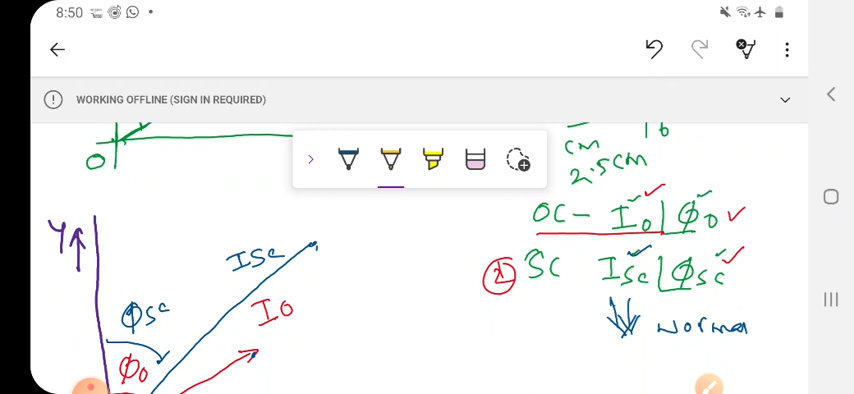 8:50
WORKING OFFLINE (SIGN IN REQUIRED)
O
cm 16
2.5cm
OC - I0 ϕ0
Y
ISC
② SC ISC ϕSC
ϕSC
I0
Normal
ϕ0